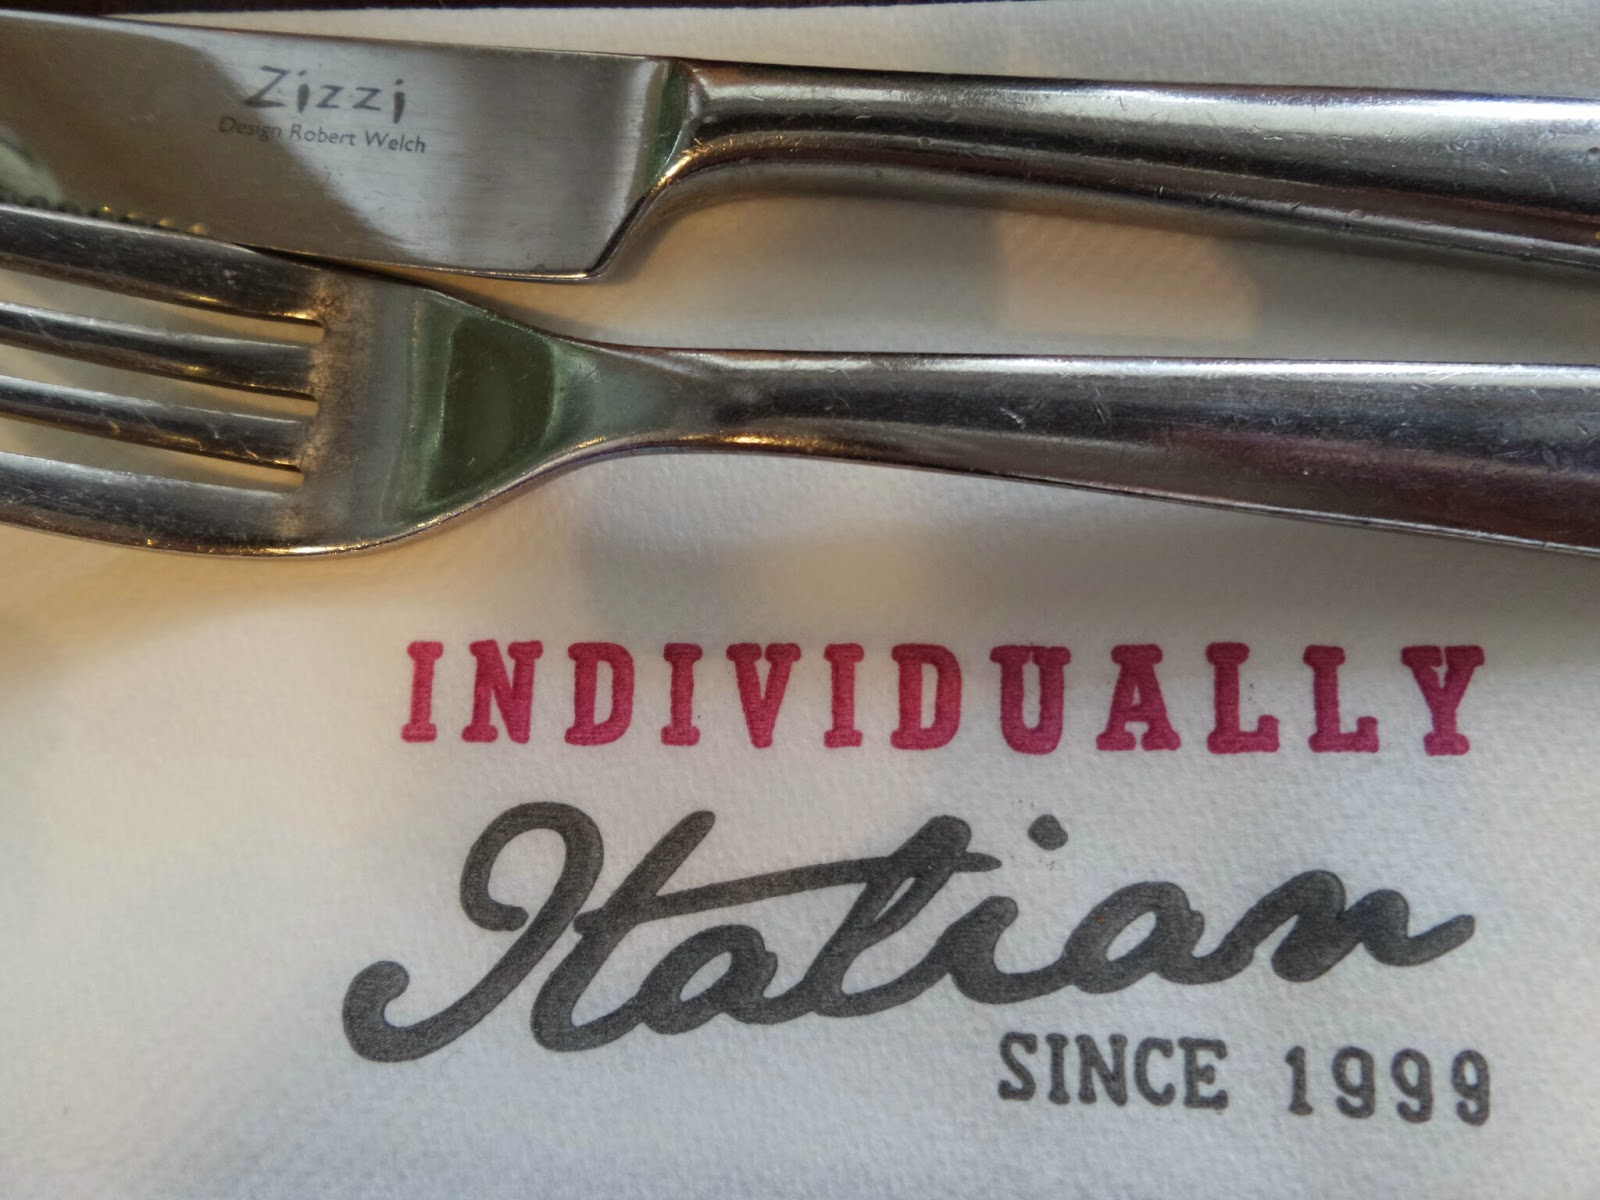 Zizzi
Design Robert Welch
INDIVIDUALLY
Italian
SINCE 1999